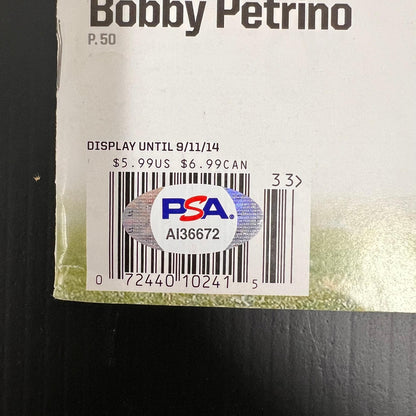 Bobby Petrino
P.50
DISPLAY UNTIL 9/11/14
$5.99US $6.99CAN
33>
PSA
AI36672
0 72440 10241 5